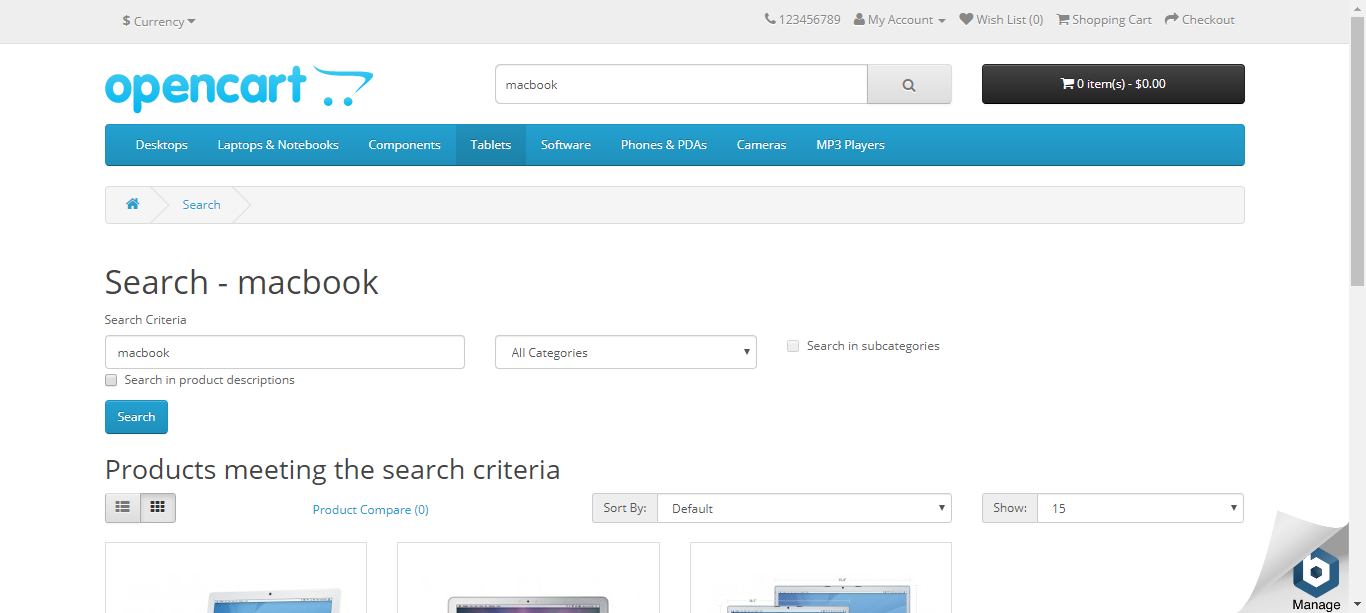 $ Currency
123456789 My Account Wish List (0) Shopping Cart Checkout
opencart
macbook
0 item(s) - $0.00
Desktops Laptops & Notebooks Components Tablets Software Phones & PDAs Cameras MP3 Players
Search
Search - macbook
Search Criteria
macbook
All Categories
Search in subcategories
Search in product descriptions
Search
Products meeting the search criteria
Product Compare (0)
Sort By: Default
Show: 15
Manage